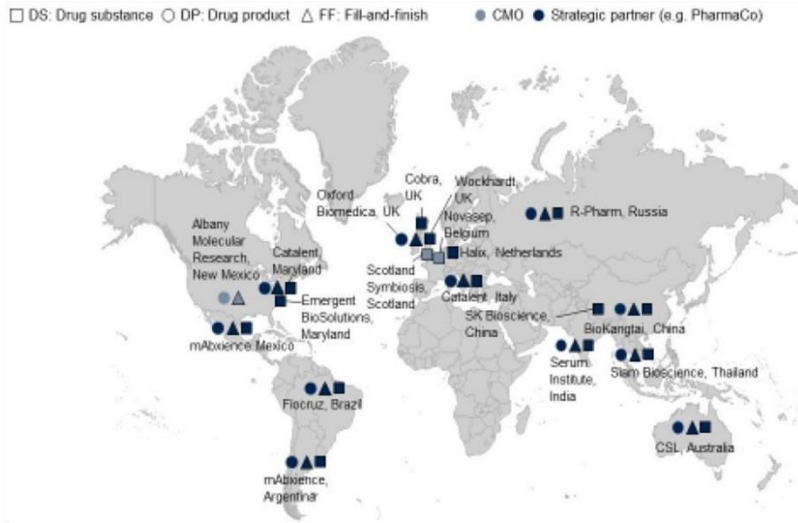 DS: Drug substance DP: Drug product FF: Fill-and-finish CMO Strategic partner (e.g. PharmaCo)
Cobra,
UK
Wockhardt,
UK
Oxford
Biomedica, UK
Novasep,
Belgium
R-Pharm, Russia
Albany
Molecular
Research,
New Mexico
Catalent,
Maryland
Halix, Netherlands
Scotland
Symbiosis,
Scotland
Catalent, Italy
Emergent
BioSolutions,
Maryland
SK Bioscience,
China
BioKangtai, China
mAbxience Mexico
Serum
Institute,
India
Siam Bioscience, Thailand
Fiocruz, Brazil
CSL, Australia
mAbxience,
Argentina